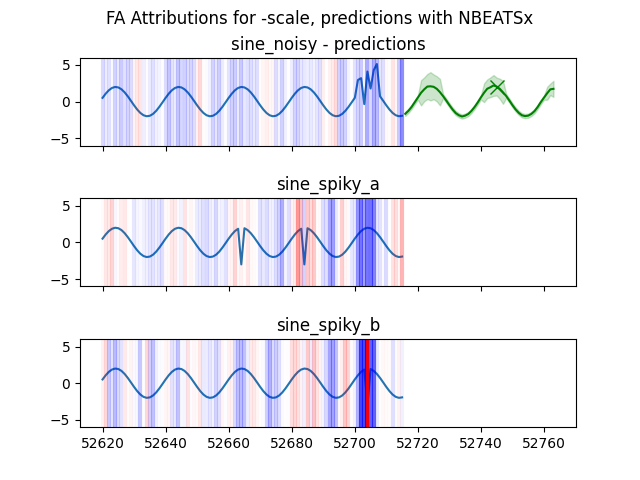 FA Attributions for -scale, predictions with NBEATSx
sine_noisy - predictions
5
0
−5
sine_spiky_a
5
0
−5
sine_spiky_b
5
0
−5
52620 52640 52660 52680 52700 52720 52740 52760